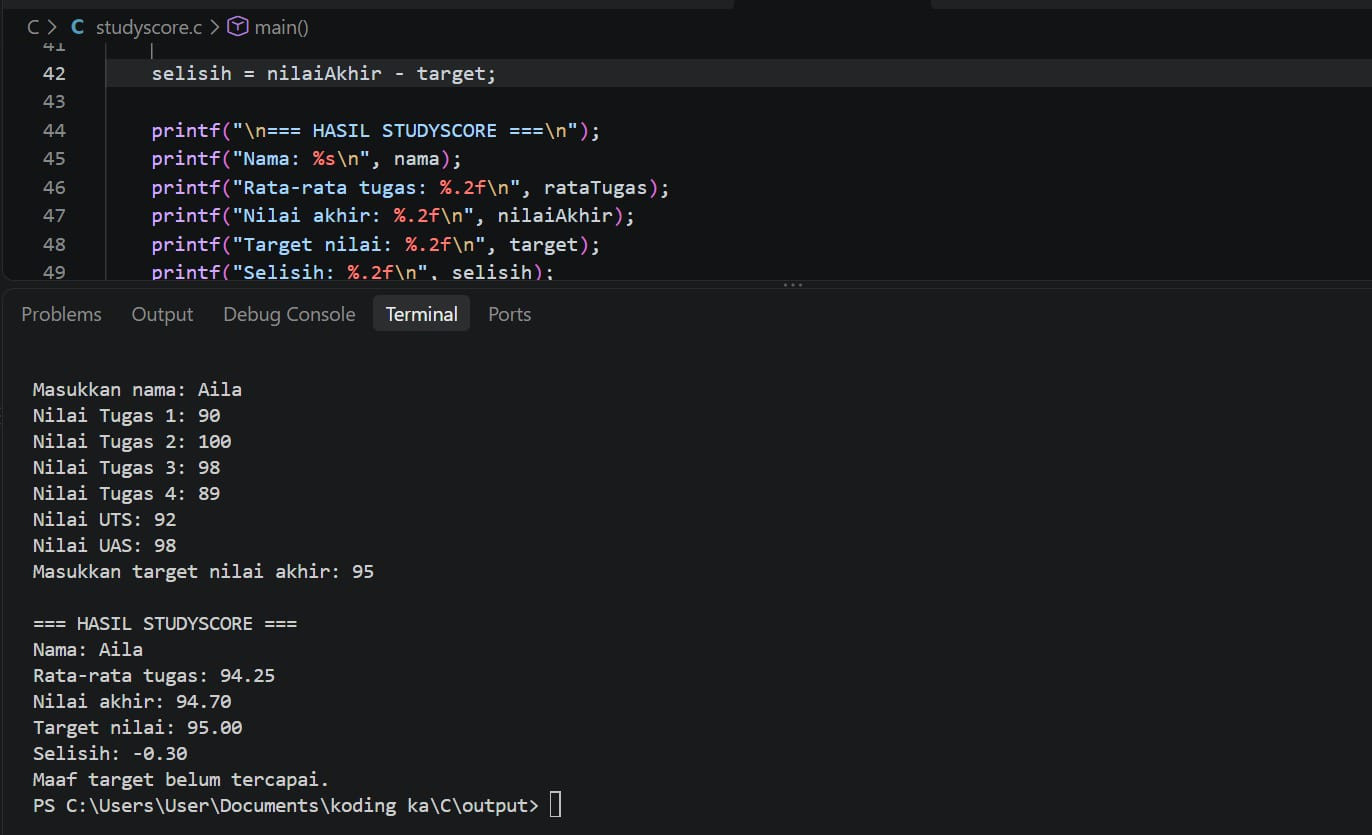 C > C studyscore.c > main()
41
42 selisih = nilaiAkhir - target;
43
44 printf("\n=== HASIL STUDYSCORE ===\n");
45 printf("Nama: %s\n", nama);
46 printf("Rata-rata tugas: %.2f\n", rataTugas);
47 printf("Nilai akhir: %.2f\n", nilaiAkhir);
48 printf("Target nilai: %.2f\n", target);
49 printf("Selisih: %.2f\n", selisih);
Problems Output Debug Console Terminal Ports
Masukkan nama: Aila
Nilai Tugas 1: 90
Nilai Tugas 2: 100
Nilai Tugas 3: 98
Nilai Tugas 4: 89
Nilai UTS: 92
Nilai UAS: 98
Masukkan target nilai akhir: 95
=== HASIL STUDYSCORE ===
Nama: Aila
Rata-rata tugas: 94.25
Nilai akhir: 94.70
Target nilai: 95.00
Selisih: -0.30
Maaf target belum tercapai.
PS C:\Users\User\Documents\koding ka\C\output>